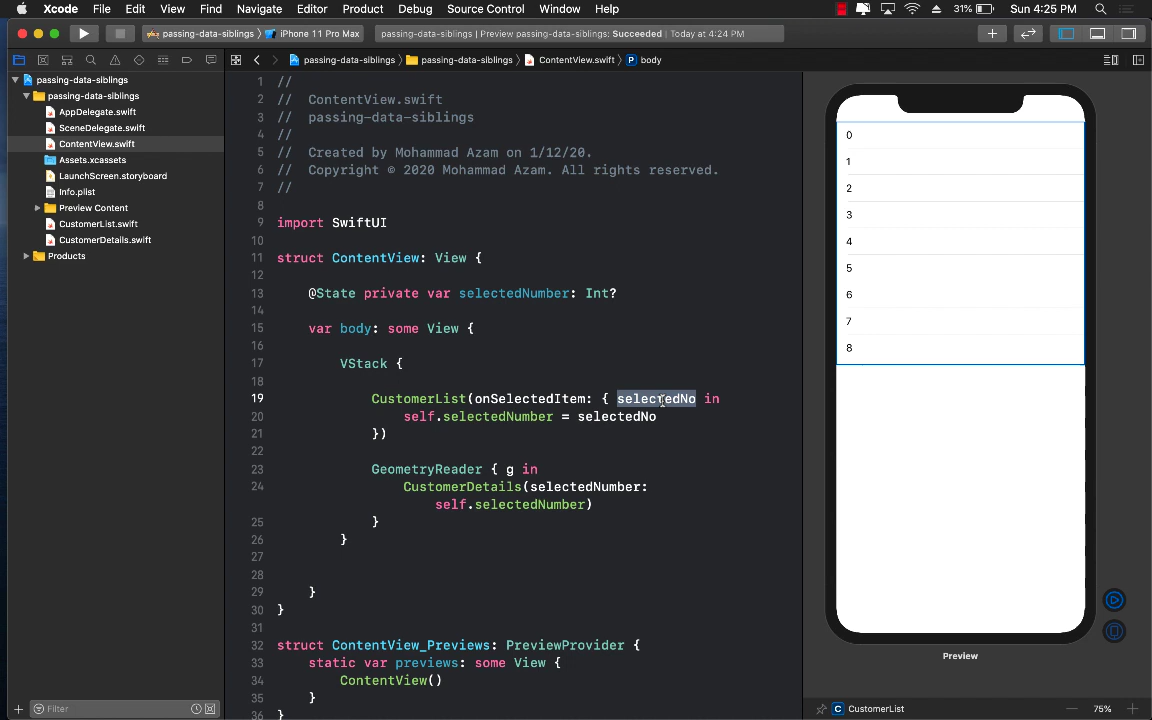 Xcode File Edit View Find Navigate Editor Product Debug Source Control Window Help 31% Sun 4:25 PM
passing-data-siblings 〉 iPhone 11 Pro Max passing-data-siblings | Preview passing-data-siblings: Succeeded | Today at 4:24 PM
passing-data-siblings 〉 passing-data-siblings 〉 ContentView.swift 〉 P body
passing-data-siblings
passing-data-siblings
AppDelegate.swift
SceneDelegate.swift
ContentView.swift
Assets.xcassets
LaunchScreen.storyboard
Info.plist
Preview Content
CustomerList.swift
CustomerDetails.swift
Products
Filter
1 //
2 // ContentView.swift
3 // passing-data-siblings
4 //
5 // Created by Mohammad Azam on 1/12/20.
6 // Copyright © 2020 Mohammad Azam. All rights reserved.
7 //
8
9 import SwiftUI
10
11 struct ContentView: View {
12
13 @State private var selectedNumber: Int?
14
15 var body: some View {
16
17 VStack {
18
19 CustomerList(onSelectedItem: { selectedNo in
20 self.selectedNumber = selectedNo
21 })
22
23 GeometryReader { g in
24 CustomerDetails(selectedNumber:
self.selectedNumber)
25 }
26 }
27
28
29 }
30 }
31
32 struct ContentView_Previews: PreviewProvider {
33 static var previews: some View {
34 ContentView()
35 }
36 }
0
1
2
3
4
5
6
7
8
Preview
C CustomerList
75%